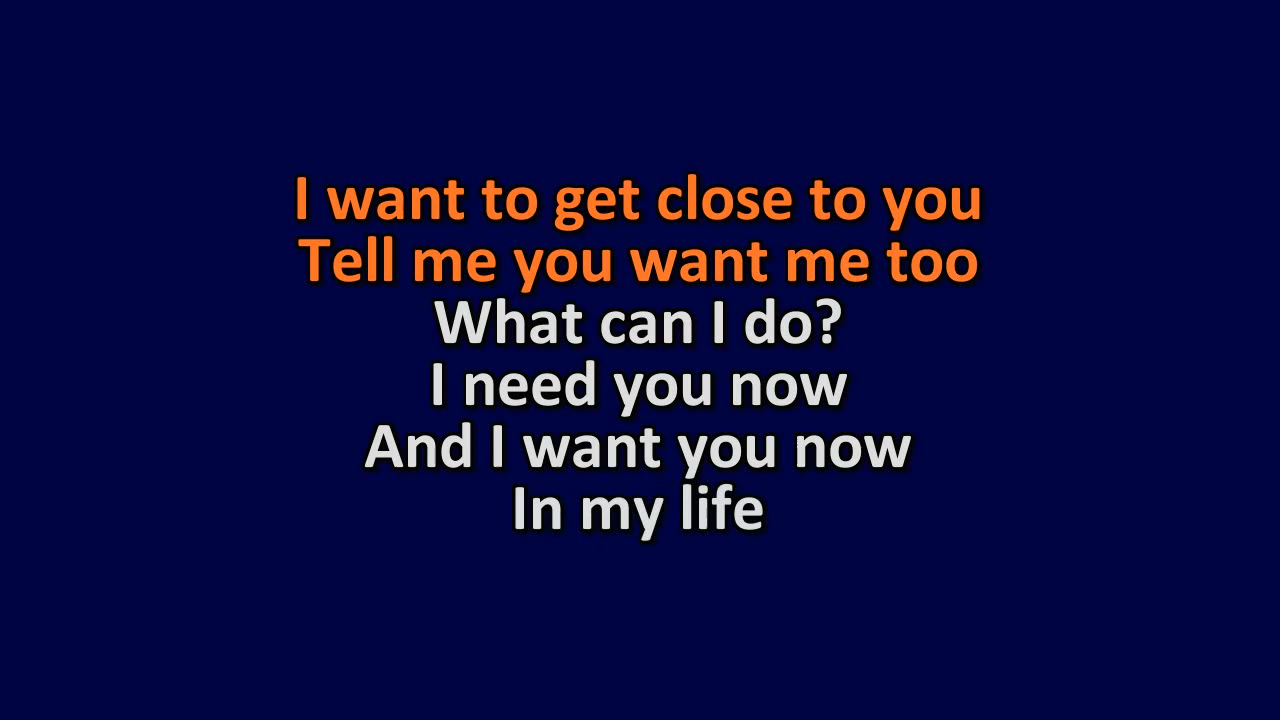 I want to get close to you
Tell me you want me too
What can I do?
I need you now
And I want you now
In my life